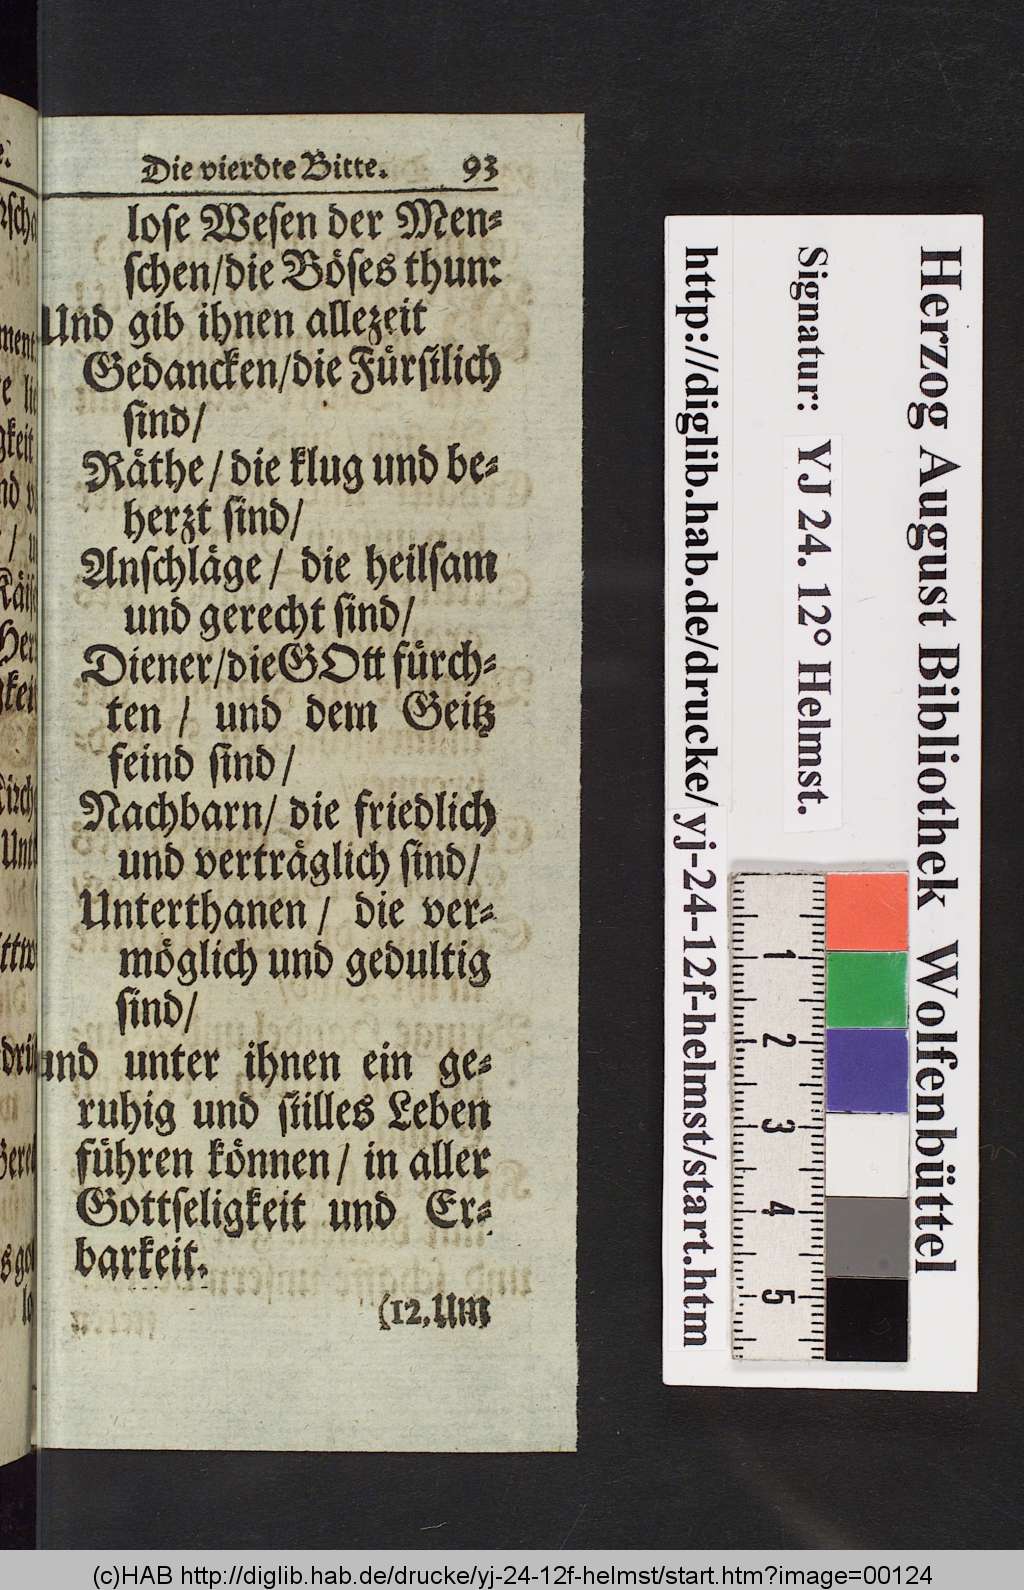 Die vierdte Bitte. 93
loſe Weſen der Men⸗
ſchen/die Böſes thun:
Und gib ihnen allezeit
Gedancken/die Fürſtlich
ſind/
Räthe/ die klug und be⸗
herzt ſind/
Anſchläge/ die heilſam
und gerecht ſind/
Diener/die GOtt fürch⸗
ten / und dem Geitz
feind ſind/
Nachbarn/ die friedlich
und verträglich ſind/
Unterthanen/ die ver⸗
möglich und gedultig
ſind/
und unter ihnen ein ge⸗
ruhig und ſtilles Leben
führen können/ in aller
Gottſeligkeit und Er⸗
barkeit.
(12. Um
Herzog August Bibliothek Wolfenbüttel
Signatur: YJ 24. 12° Helmst.
http://diglib.hab.de/drucke/yj-24-12f-helmst/start.htm
1
2
3
4
5
(c)HAB http://diglib.hab.de/drucke/yj-24-12f-helmst/start.htm?image=00124